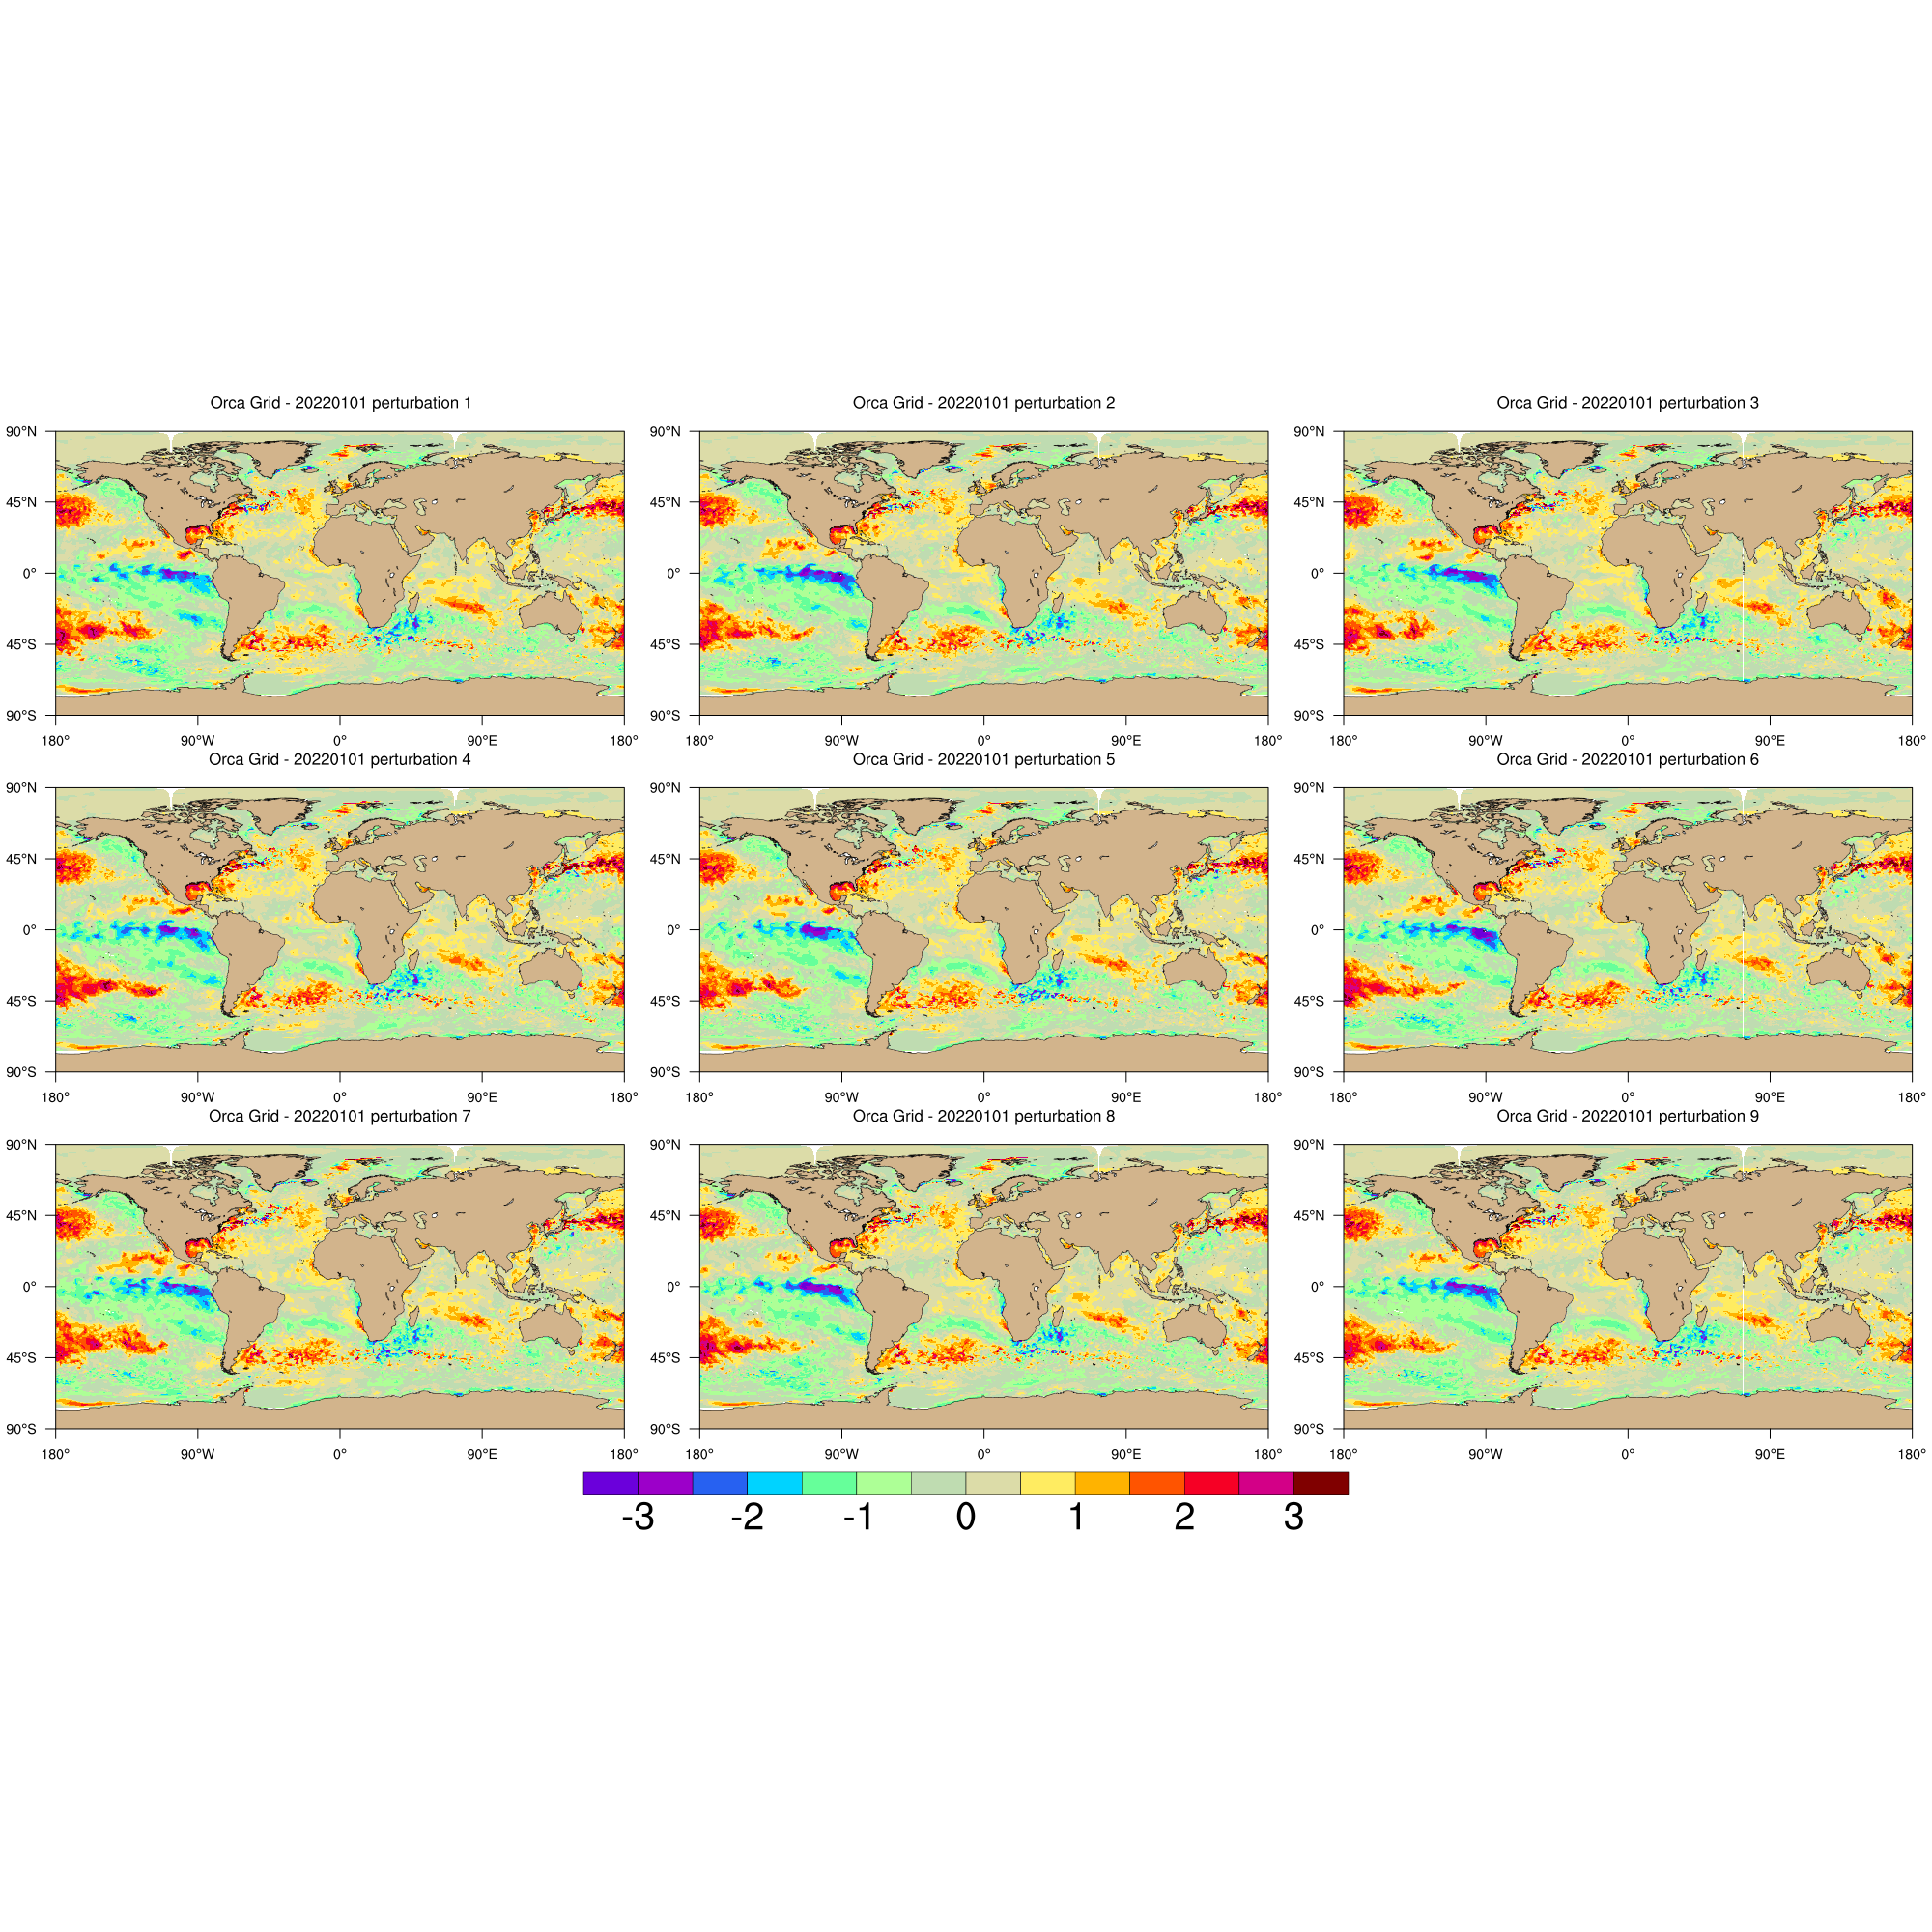 Orca Grid - 20220101 perturbation 1
90°N
45°N
0°
45°S
90°S
180° 90°W 0° 90°E 180°
Orca Grid - 20220101 perturbation 2
90°N
45°N
0°
45°S
90°S
180° 90°W 0° 90°E 180°
Orca Grid - 20220101 perturbation 3
90°N
45°N
0°
45°S
90°S
180° 90°W 0° 90°E 180°
Orca Grid - 20220101 perturbation 4
90°N
45°N
0°
45°S
90°S
180° 90°W 0° 90°E 180°
Orca Grid - 20220101 perturbation 5
90°N
45°N
0°
45°S
90°S
180° 90°W 0° 90°E 180°
Orca Grid - 20220101 perturbation 6
90°N
45°N
0°
45°S
90°S
180° 90°W 0° 90°E 180°
Orca Grid - 20220101 perturbation 7
90°N
45°N
0°
45°S
90°S
180° 90°W 0° 90°E 180°
Orca Grid - 20220101 perturbation 8
90°N
45°N
0°
45°S
90°S
180° 90°W 0° 90°E 180°
Orca Grid - 20220101 perturbation 9
90°N
45°N
0°
45°S
90°S
180° 90°W 0° 90°E 180°
-3 -2 -1 0 1 2 3